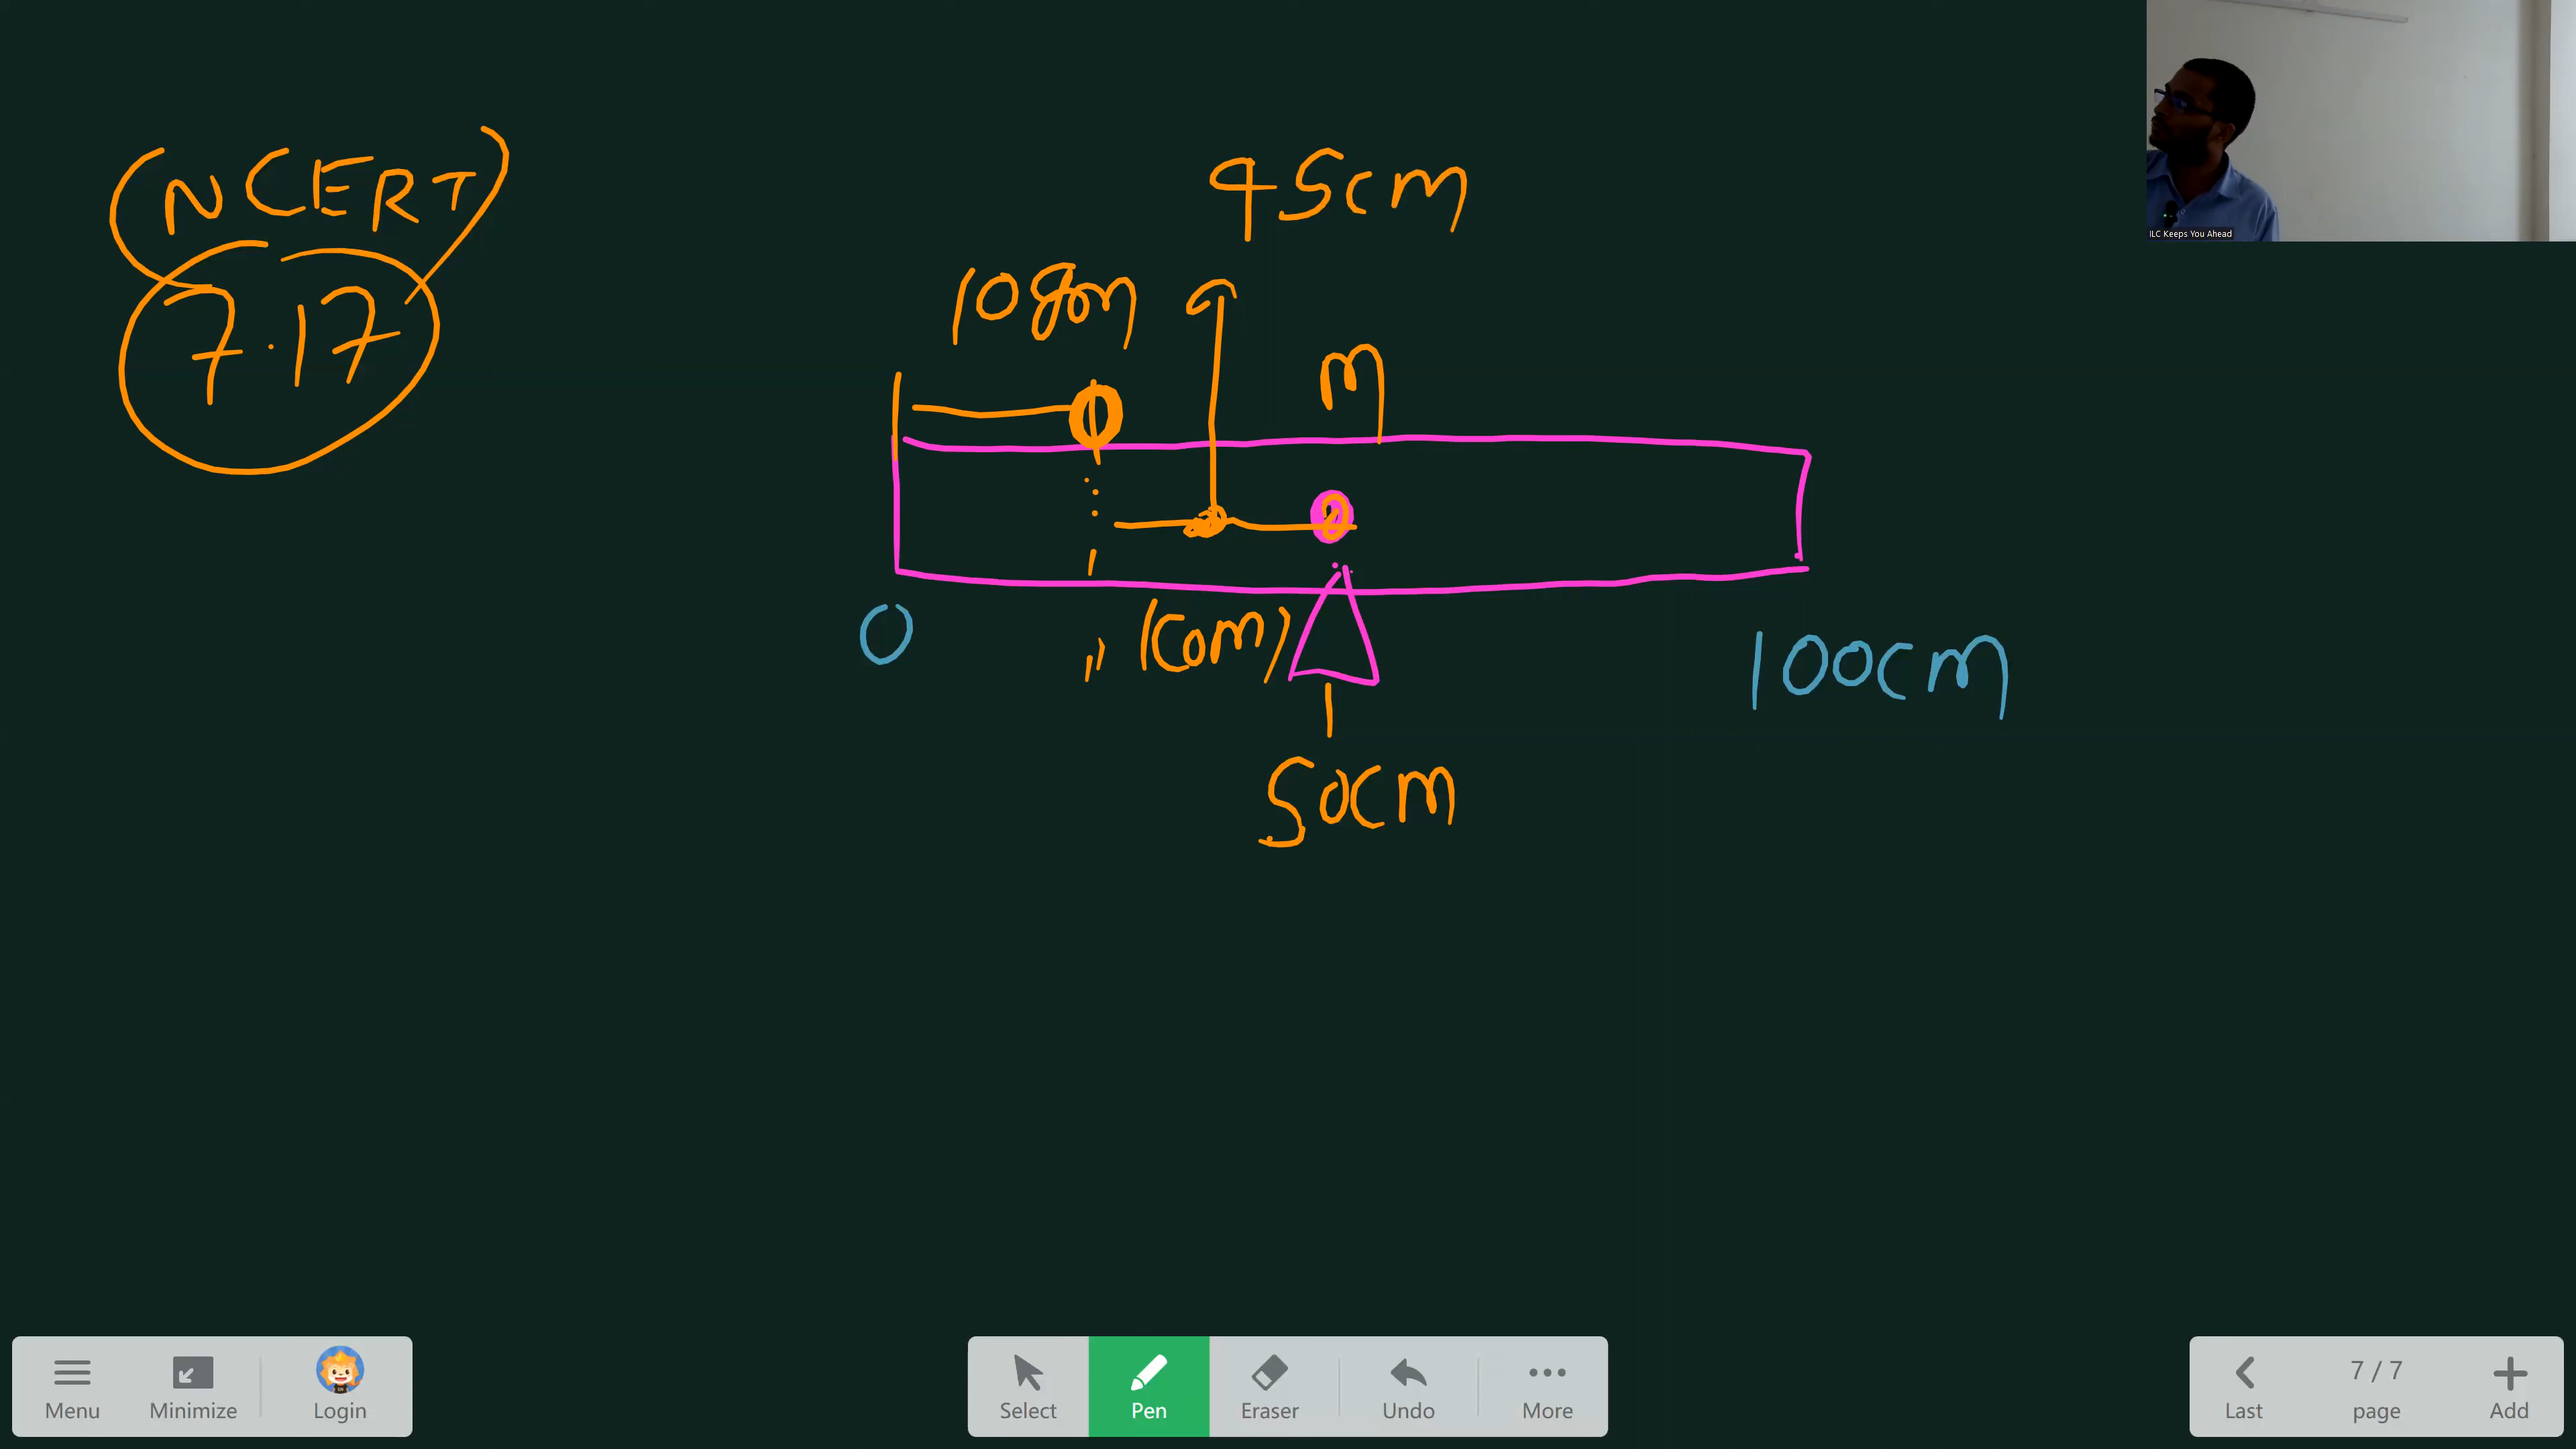 (NCERT)
7.17
45cm
10gm
m
0
(COM)
100cm
50cm
ILC Keeps You Ahead
Menu
Minimize
Login
Select
Pen
Eraser
Undo
More
Last
7 / 7
page
Add